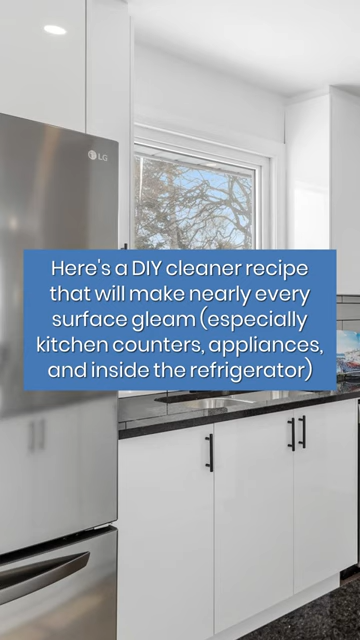 LG
Here's a DIY cleaner recipe
that will make nearly every
surface gleam (especially
kitchen counters, appliances,
and inside the refrigerator)